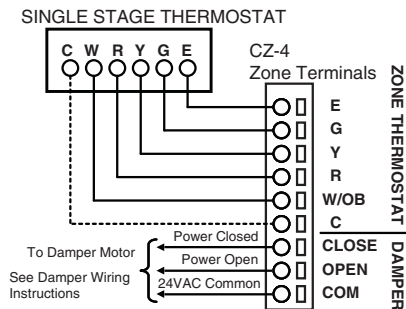 SINGLE STAGE THERMOSTAT
C W R Y G E
CZ-4
Zone Terminals
E
G
Y
R
W/OB
C
ZONE THERMOSTAT
Power Closed
CLOSE
To Damper Motor
Power Open
OPEN
See Damper Wiring
Instructions
24VAC Common
COM
DAMPER